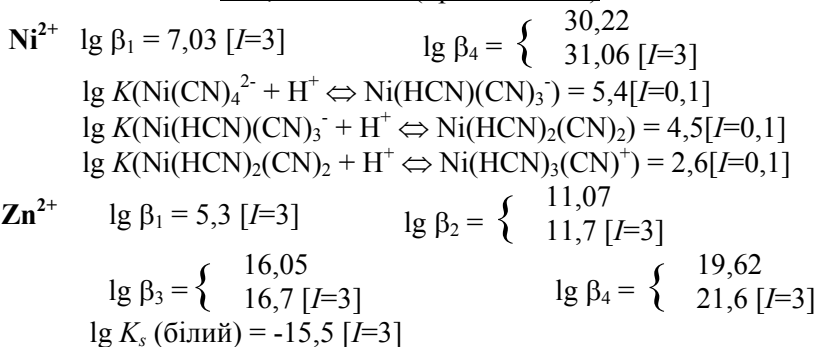 Ni²⁺ lg β₁ = 7,03 [I=3] lg β₄ = { 30,22
31,06 [I=3]
lg K(Ni(CN)₄²⁻ + H⁺ ⇔ Ni(HCN)(CN)₃⁻) = 5,4[I=0,1]
lg K(Ni(HCN)(CN)₃⁻ + H⁺ ⇔ Ni(HCN)₂(CN)₂) = 4,5[I=0,1]
lg K(Ni(HCN)₂(CN)₂ + H⁺ ⇔ Ni(HCN)₃(CN)⁺) = 2,6[I=0,1]
Zn²⁺ lg β₁ = 5,3 [I=3] lg β₂ = { 11,07
11,7 [I=3]
lg β₃ = { 16,05
16,7 [I=3]
lg β₄ = { 19,62
21,6 [I=3]
lg Kₛ (білий) = -15,5 [I=3]